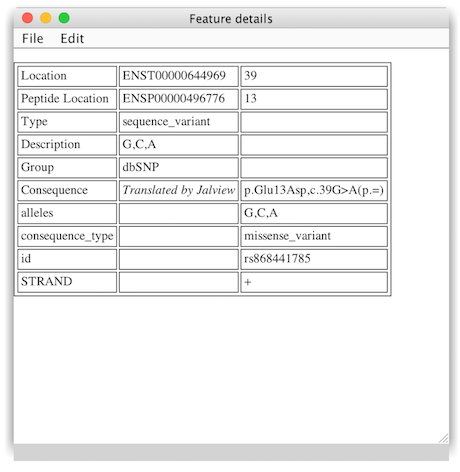 Feature details
File Edit
Location ENST00000644969 39
Peptide Location ENSP00000496776 13
Type sequence_variant
Description G,C,A
Group dbSNP
Consequence Translated by Jalview p.Glu13Asp,c.39G>A(p.=)
alleles G,C,A
consequence_type missense_variant
id rs868441785
STRAND +